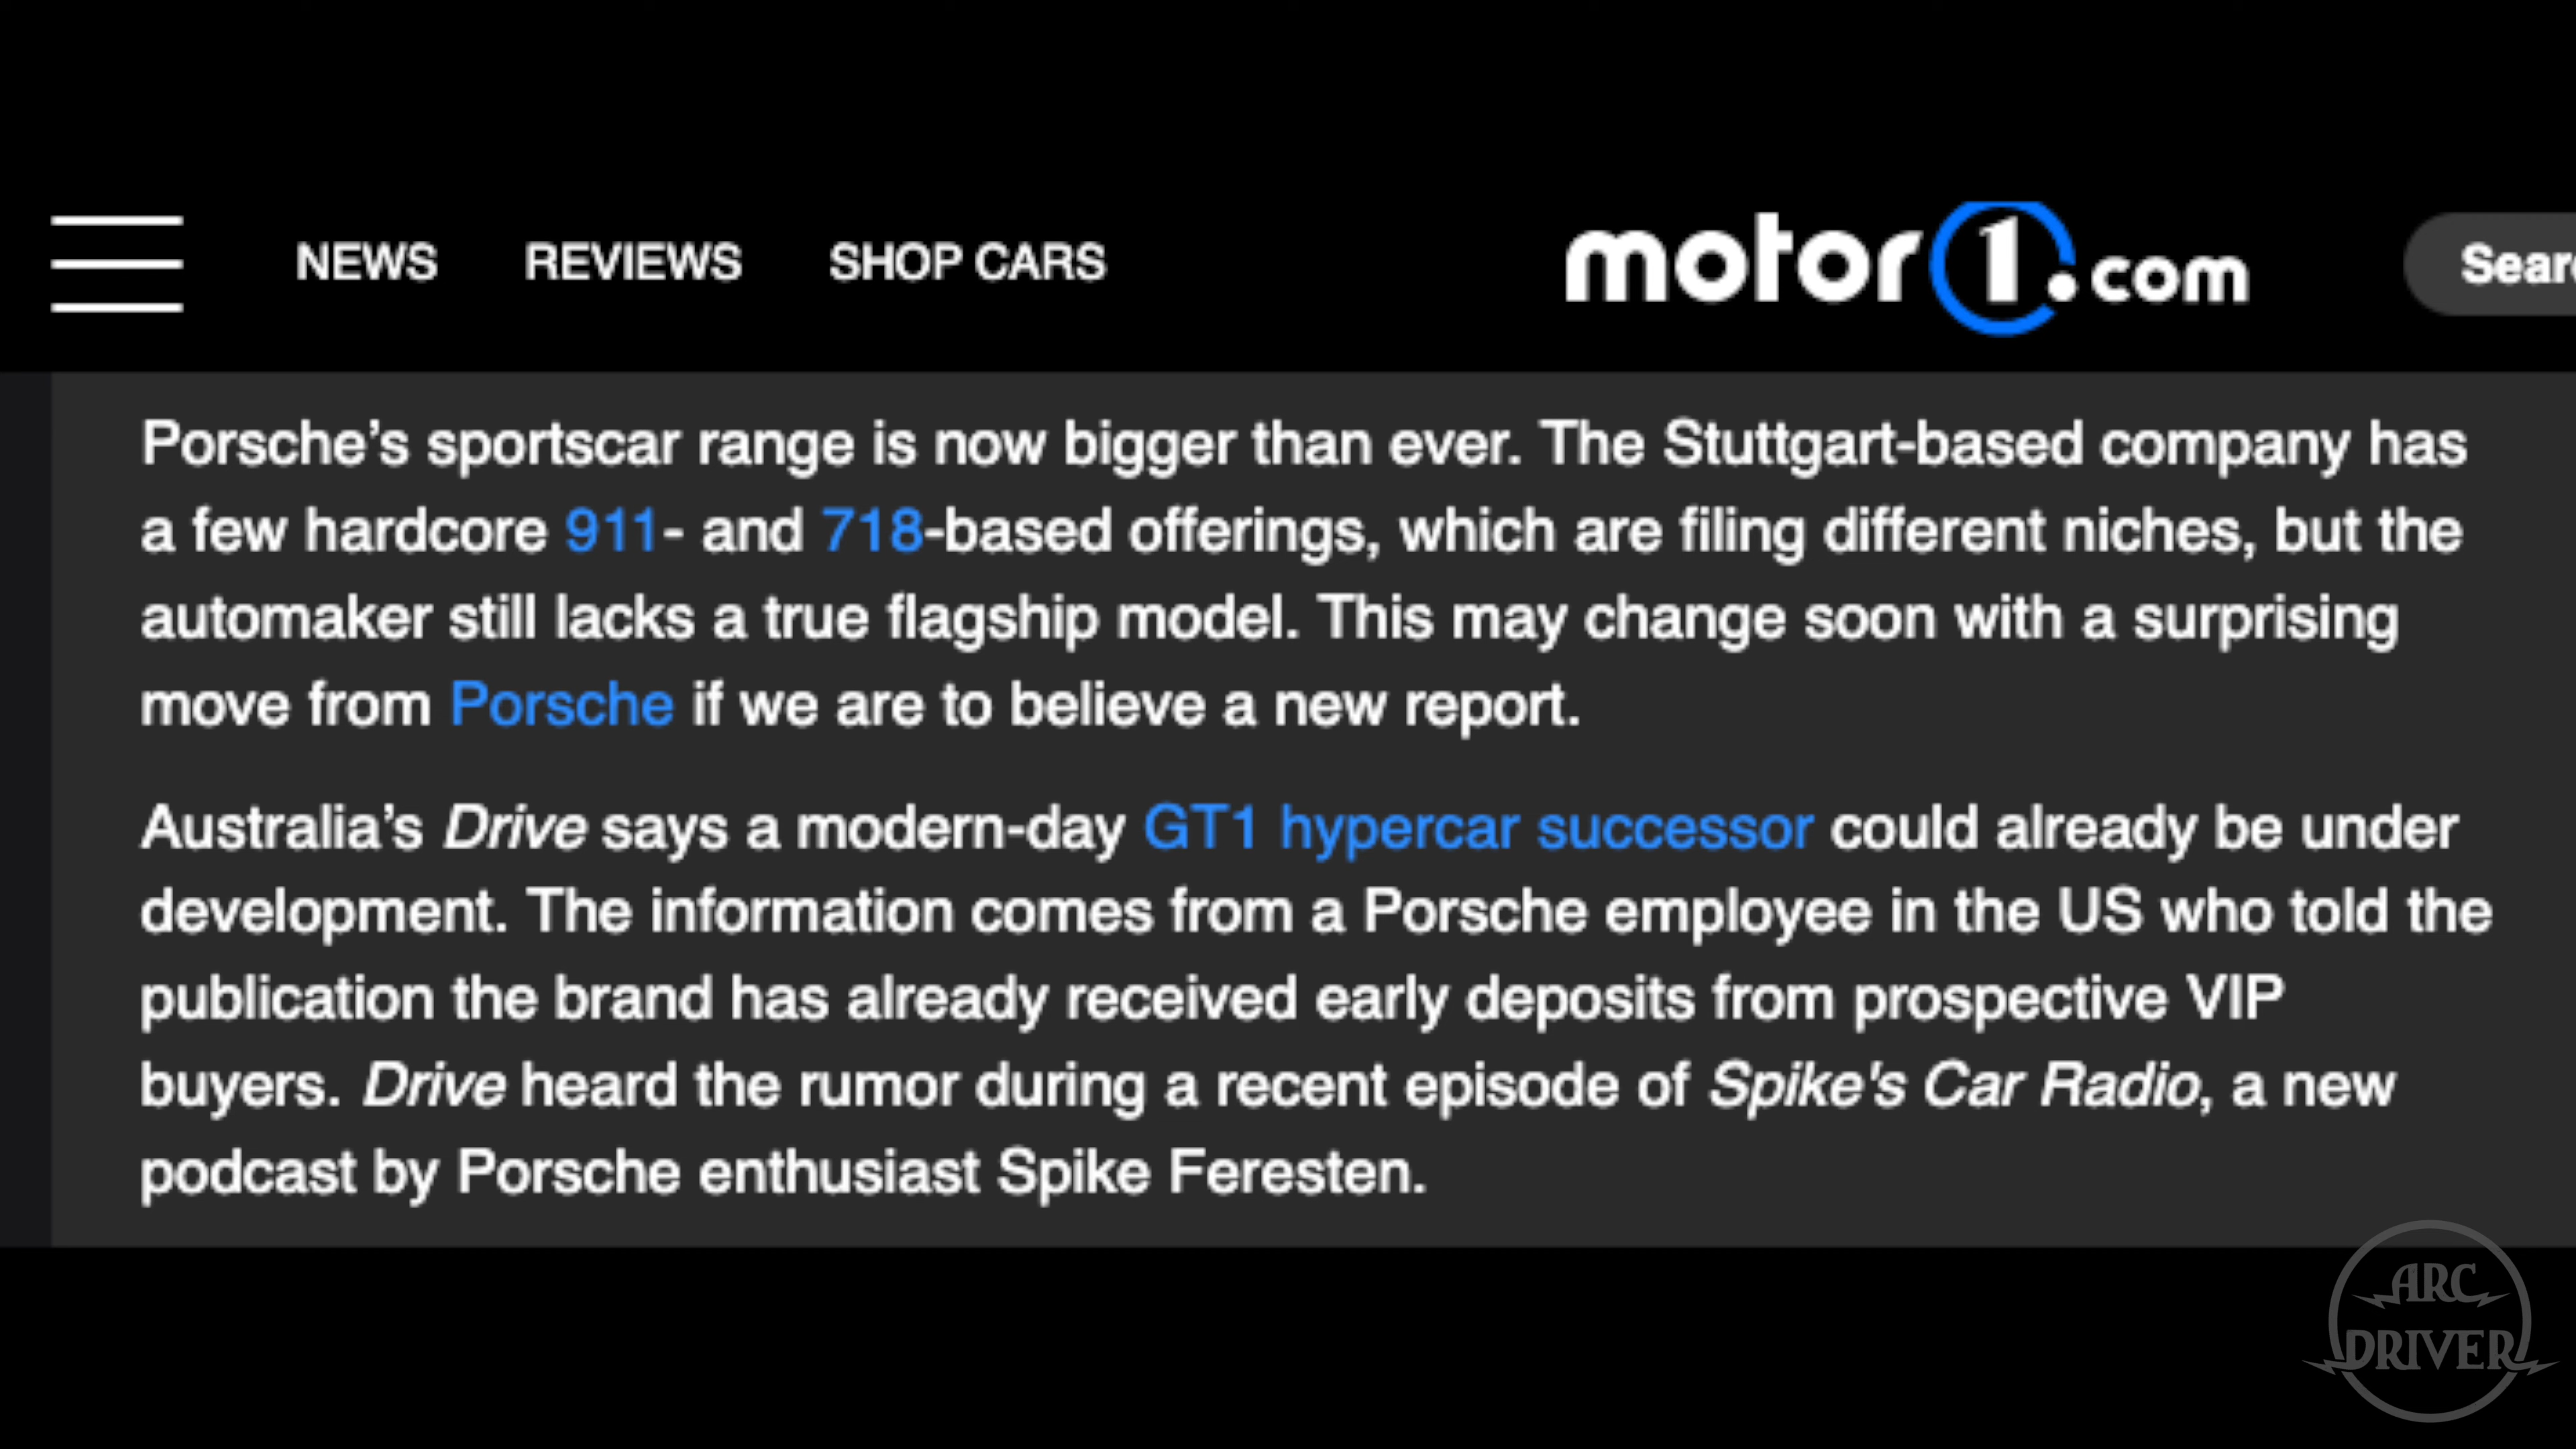 NEWS REVIEWS SHOP CARS motor1.com Sear
Porsche’s sportscar range is now bigger than ever. The Stuttgart-based company has
a few hardcore 911- and 718-based offerings, which are filing different niches, but the
automaker still lacks a true flagship model. This may change soon with a surprising
move from Porsche if we are to believe a new report.
Australia’s Drive says a modern-day GT1 hypercar successor could already be under
development. The information comes from a Porsche employee in the US who told the
publication the brand has already received early deposits from prospective VIP
buyers. Drive heard the rumor during a recent episode of Spike's Car Radio, a new
podcast by Porsche enthusiast Spike Feresten.
ARC
DRIVER